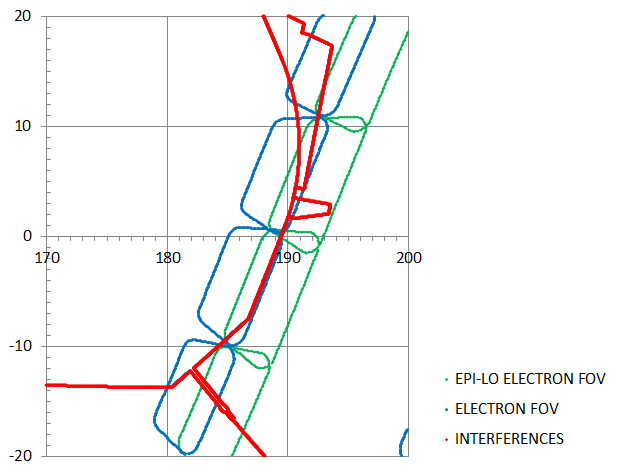 20
10
0
170 180 190 200
-10
-20
EPI-LO ELECTRON FOV
ELECTRON FOV
INTERFERENCES